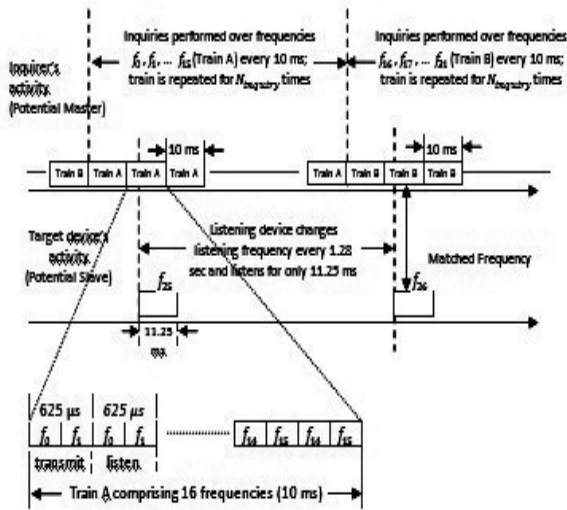 Inquirer's
activity.
(Potential Master)
Inquiries performed over frequencies
f0, f1, ... f15 (Train A) every 10 ms;
train is repeated for Ninquiry times
Inquiries performed over frequencies
f16, f17, ... f31 (Train B) every 10 ms;
train is repeated for Ninquiry times
10 ms
10 ms
Train B
Train A
Train A
Train A
Train A
Train B
Train B
Train B
Target device's
activity.
(Potential Slave)
Listening device changes
listening frequency every 1.28
sec and listens for only 11.25 ms
Matched Frequency
f25
f26
11.25
ms.
625 μs
625 μs
f0
f1
f0
f1
f14
f15
f14
f15
transmit
listen.
Train A comprising 16 frequencies (10 ms)